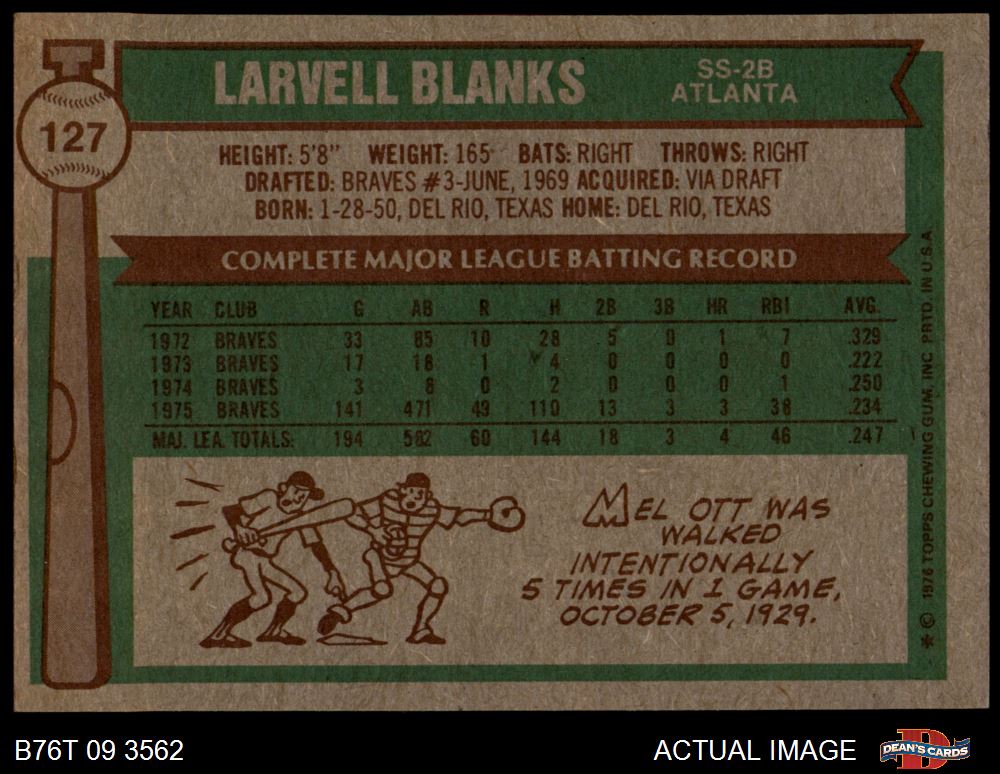 127
LARVELL BLANKS
SS-2B
ATLANTA
HEIGHT: 5'8" WEIGHT: 165 BATS: RIGHT THROWS: RIGHT
DRAFTED: BRAVES #3-JUNE, 1969 ACQUIRED: VIA DRAFT
BORN: 1-28-50, DEL RIO, TEXAS HOME: DEL RIO, TEXAS
COMPLETE MAJOR LEAGUE BATTING RECORD
YEAR CLUB G AB R H 2B 3B HR RBI AVG.
1972 BRAVES 33 85 10 28 5 0 1 7 .329
1973 BRAVES 17 18 1 4 0 0 0 0 .222
1974 BRAVES 3 8 0 2 0 0 0 1 .250
1975 BRAVES 141 471 49 110 13 3 3 38 .234
MAJ. LEA. TOTALS: 194 582 60 144 18 3 4 46 .247
MEL OTT WAS
WALKED
INTENTIONALLY
5 TIMES IN 1 GAME,
OCTOBER 5, 1929.
* © 1976 TOPPS CHEWING GUM, INC. PRTD. IN U.S.A.
B76T 09 3562
ACTUAL IMAGE
DEAN'S CARDS